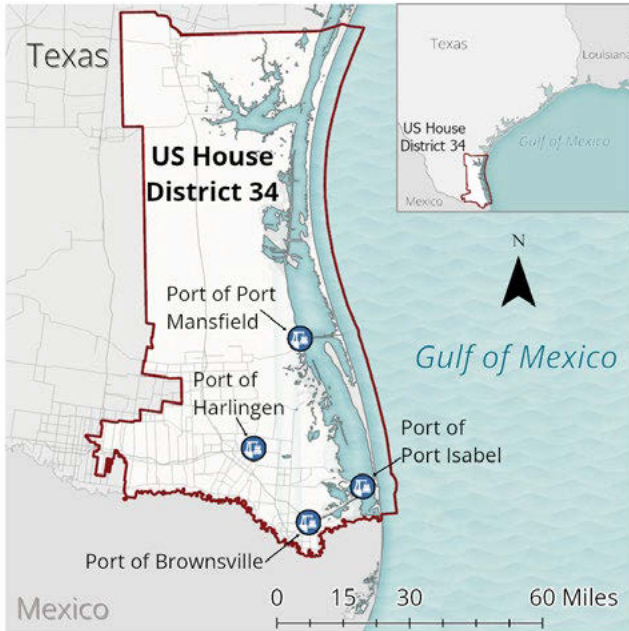 Texas
US House
District 34
Port of Port
Mansfield
Port of
Harlingen
Port of
Port Isabel
Port of Brownsville
Mexico
Gulf of Mexico
N
0 15 30 60 Miles
Texas
Louisiana
US House
District 34
Gulf of Mexico
Mexico